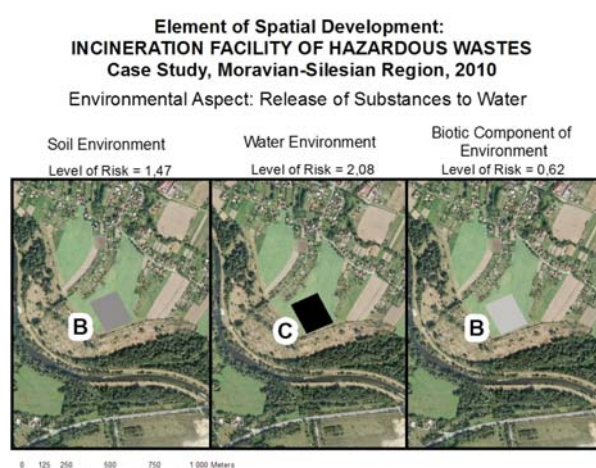 Element of Spatial Development:
INCINERATION FACILITY OF HAZARDOUS WASTES
Case Study, Moravian-Silesian Region, 2010
Environmental Aspect: Release of Substances to Water
Soil Environment
Level of Risk = 1,47
Water Environment
Level of Risk = 2,08
Biotic Component of
Environment
Level of Risk = 0,62
B
C
B
0 125 250 500 750 1 000 Meters